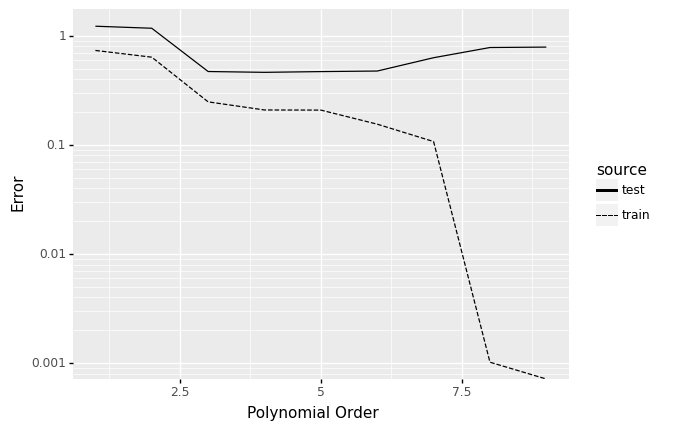 1
0.1
0.01
0.001
Error
2.5
5
7.5
Polynomial Order
source
test
train